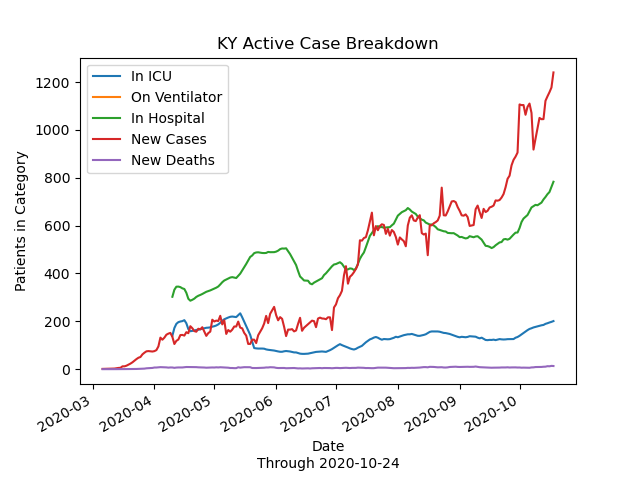 KY Active Case Breakdown
In ICU
On Ventilator
In Hospital
New Cases
New Deaths
Patients in Category
1200
1000
800
600
400
200
0
2020-03
2020-04
2020-05
2020-06
2020-07
2020-08
2020-09
2020-10
Date
Through 2020-10-24